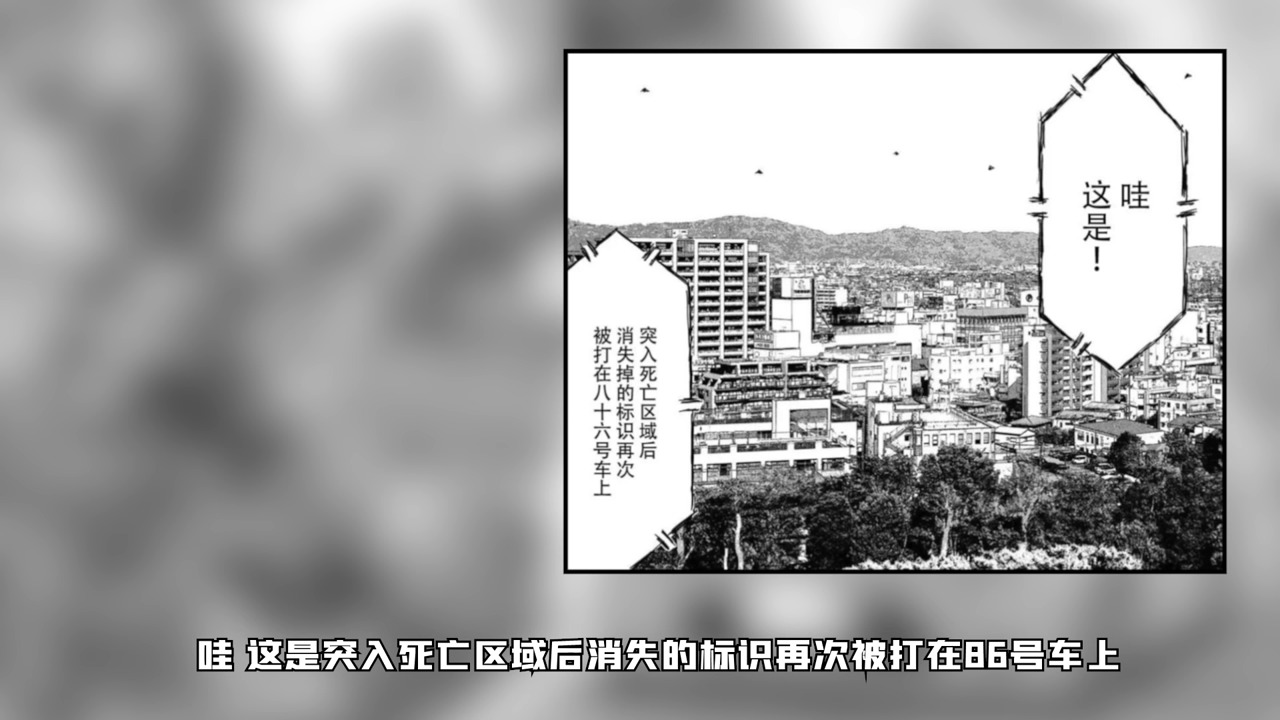 哇
这是！
突入死亡区域后
消失掉的标识再次
被打在八十六号车上
哇 这是突入死亡区域后消失的标识再次被打在86号车上